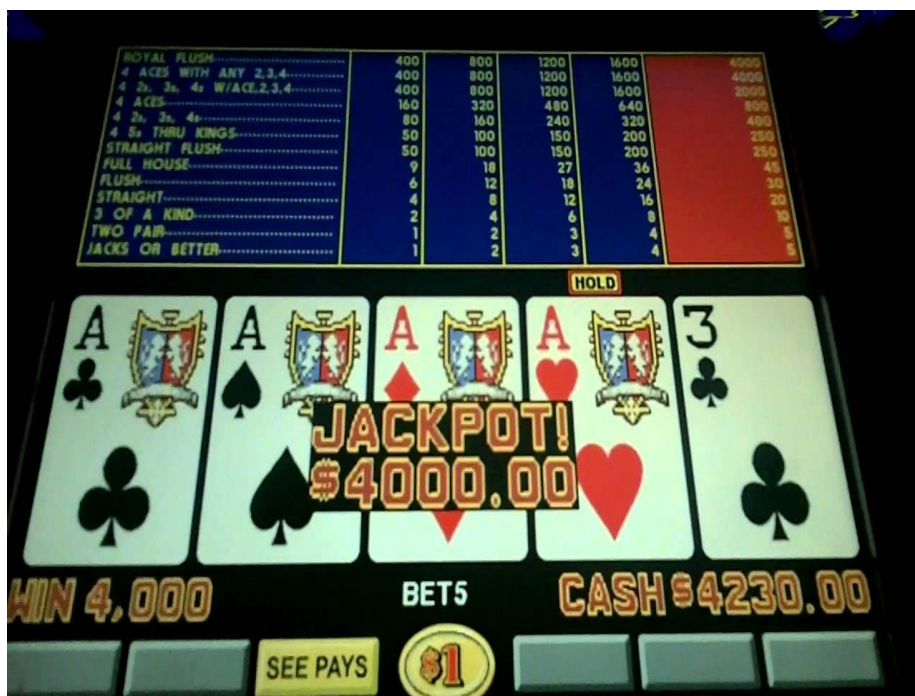 ROYAL FLUSH 400 800 1200 1600 4000
4 ACES WITH ANY 2,3,4 400 800 1200 1600 4000
4 2s, 3s, 4s W/ACE,2,3,4 400 800 1200 1600 2000
4 ACES 160 320 480 640 800
4 2s, 3s, 4s 80 160 240 320 400
4 5s THRU KINGS 50 100 150 200 250
STRAIGHT FLUSH 50 100 150 200 250
FULL HOUSE 9 18 27 36 45
FLUSH 6 12 18 24 30
STRAIGHT 4 8 12 16 20
3 OF A KIND 2 4 6 8 10
TWO PAIR 1 2 3 4 5
JACKS OR BETTER 1 2 3 4 5
HOLD
A A A A 3
JACKPOT!
$4000.00
WIN 4,000 BET5 CASH $4230.00
SEE PAYS $1